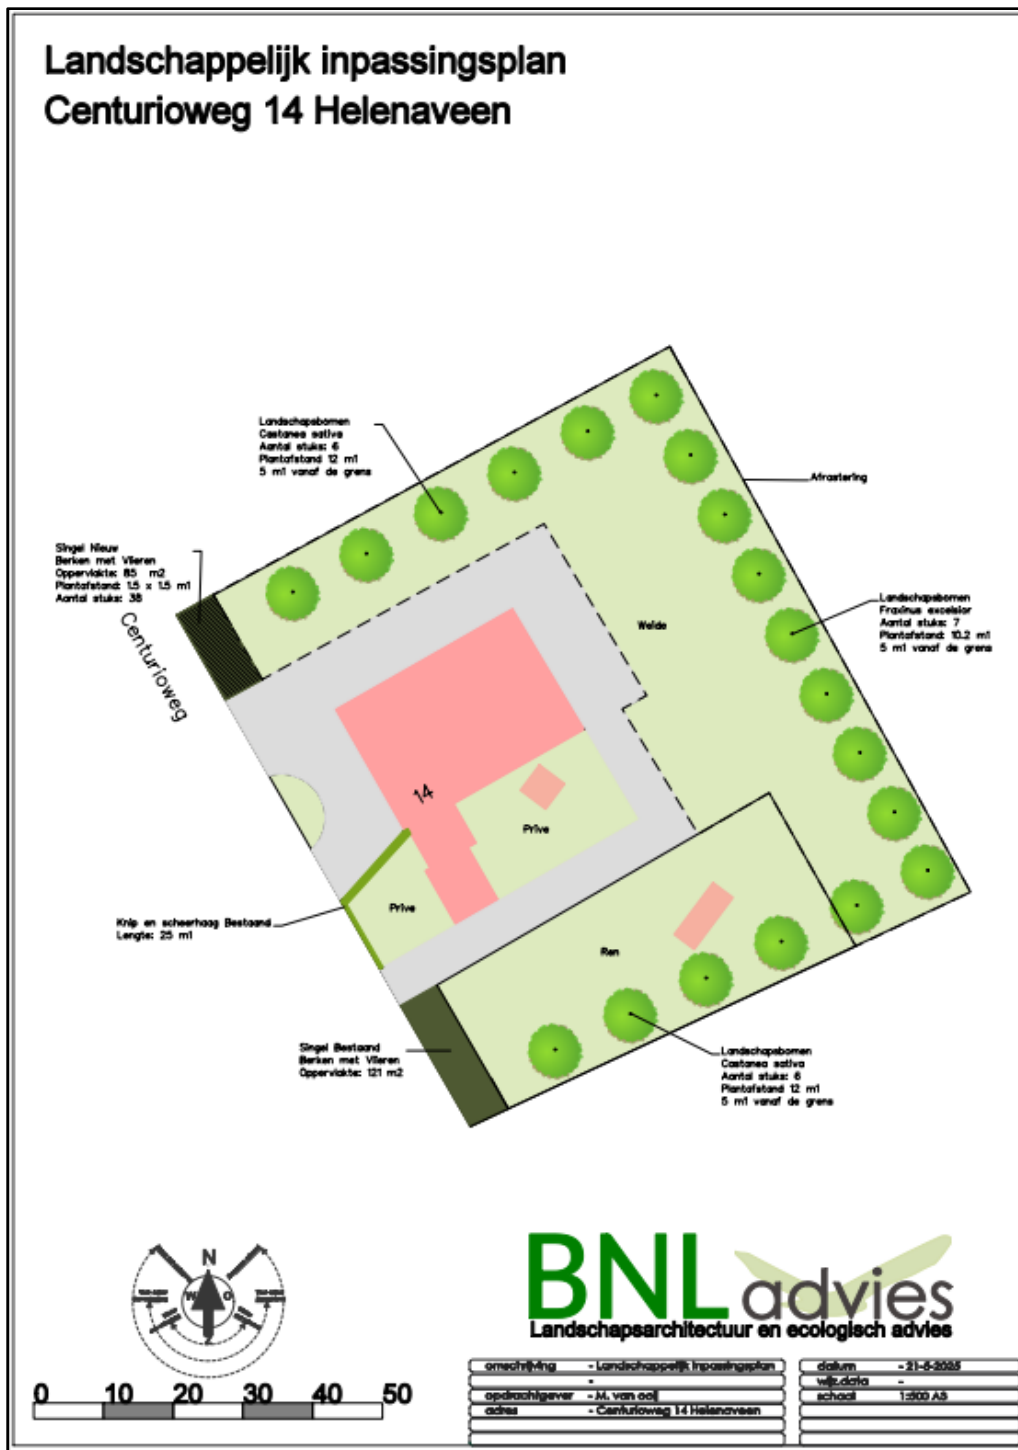 Landschappelijk inpassingsplan
Centurioweg 14 Helenaveen
Landschapsbomen
Castanea sativa
Aantal stuks: 6
Plantafstand 12 m1
5 m1 vanaf de grens
Afrastering
Singel Nieuw
Berken met Vlieren
Oppervlakte: 85 m2
Plantafstand: 1.5 x 1.5 m1
Aantal stuks: 38
Centurioweg
Landschapsbomen
Fraxinus excelsior
Aantal stuks: 7
Plantafstand: 10.2 m1
5 m1 vanaf de grens
Weide
14
Prive
Prive
Knip en scheerhaag Bestaand
Lengte: 25 m1
Ren
Singel Bestaand
Berken met Vlieren
Oppervlakte: 121 m2
Landschapsbomen
Castanea sativa
Aantal stuks: 6
Plantafstand 12 m1
5 m1 vanaf de grens
N
W O
Z
0 10 20 30 40 50
BNL advies
Landschapsarchitectuur en ecologisch advies
omschrijving - Landschappelijk inpassingsplan
-
opdrachtgever - M. van ooij
adres - Centurioweg 14 Helenaveen
datum - 21-5-2025
wijz.data -
schaal 1:500 A3